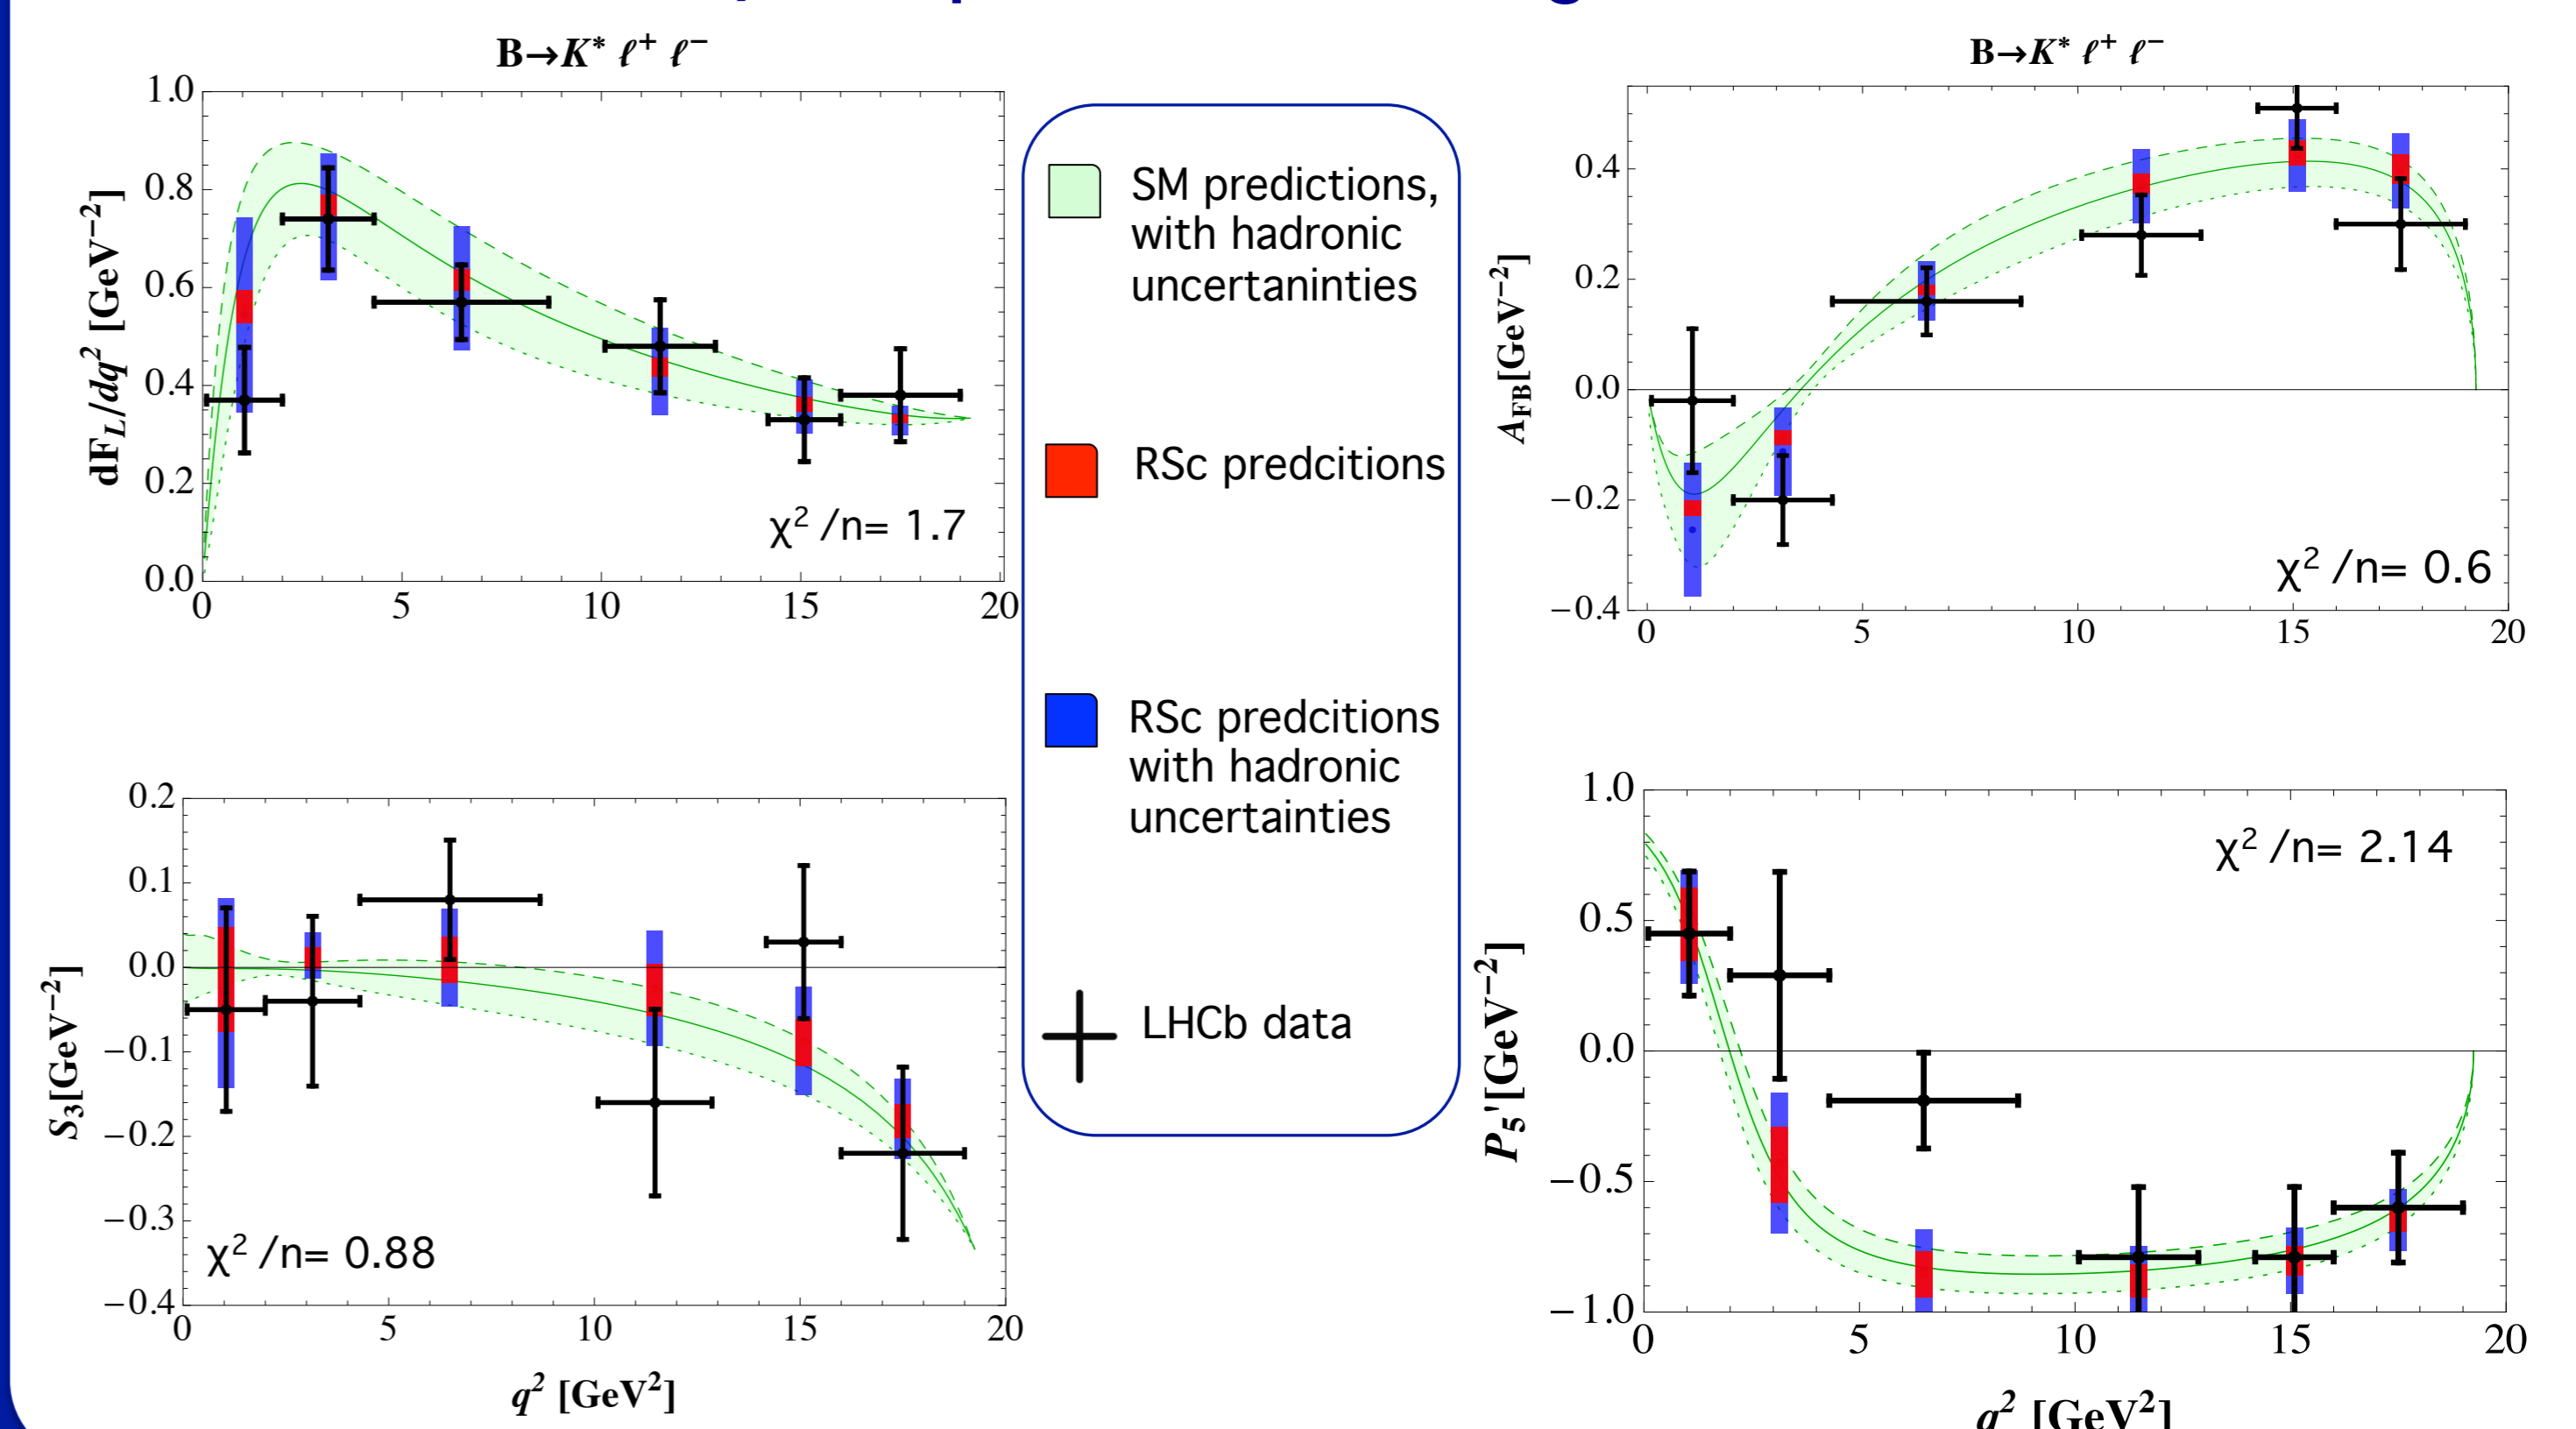 B→K* ℓ⁺ ℓ⁻
dF_L/dq² [GeV⁻²]
1.0
0.8
0.6
0.4
0.2
0.0
0 5 10 15 20
χ² /n= 1.7
SM predictions,
with hadronic
uncertaninties
RSc predcitions
RSc predcitions
with hadronic
uncertainties
LHCb data
B→K* ℓ⁺ ℓ⁻
A_FB[GeV⁻²]
0.4
0.2
0.0
−0.2
−0.4
0 5 10 15 20
χ² /n= 0.6
S₃[GeV⁻²]
0.2
0.1
0.0
−0.1
−0.2
−0.3
−0.4
0 5 10 15 20
χ² /n= 0.88
q² [GeV²]
P₅'[GeV⁻²]
1.0
0.5
0.0
−0.5
−1.0
0 5 10 15 20
χ² /n= 2.14
q² [GeV²]